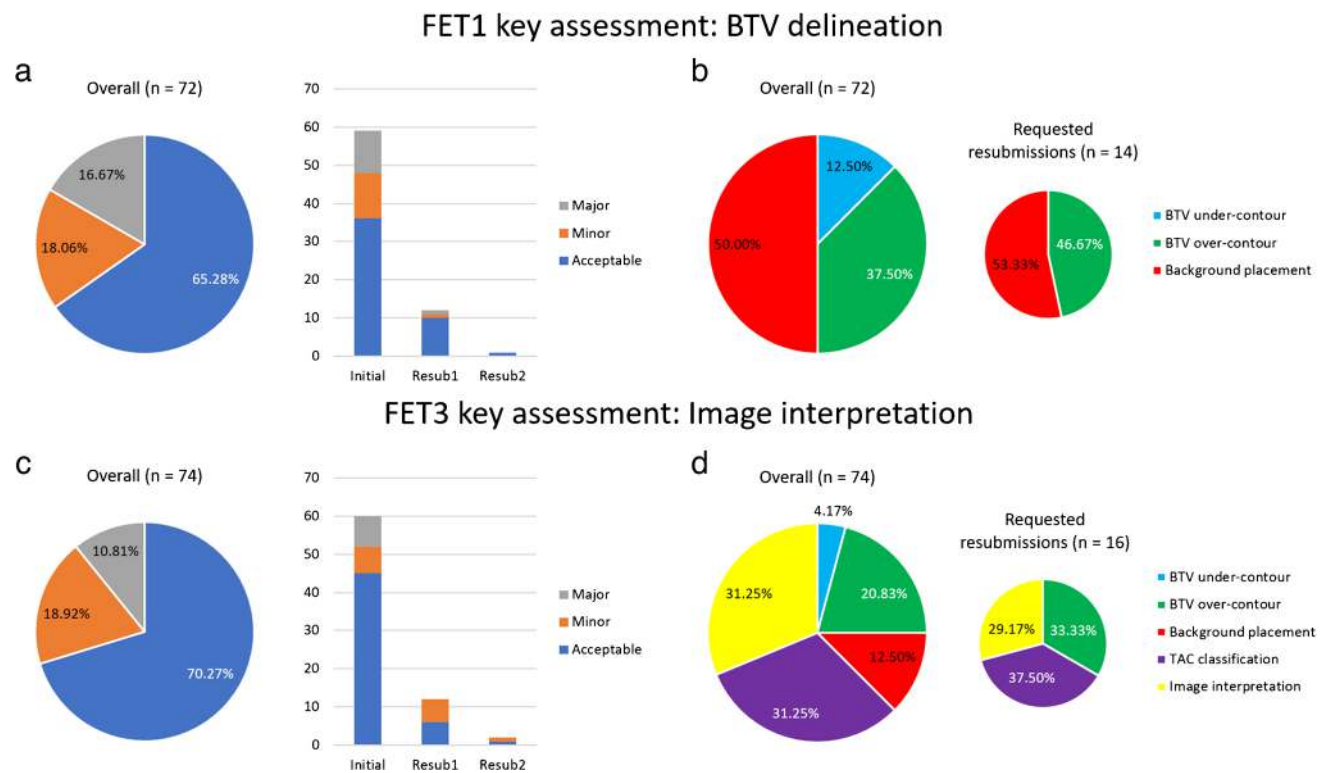 FET1 key assessment: BTV delineation
a
Overall (n = 72)
16.67%
18.06%
65.28%
70
60
50
40
30
20
10
0
Initial
Resub1
Resub2
Major
Minor
Acceptable
b
Overall (n = 72)
12.50%
50.00%
37.50%
Requested
resubmissions (n = 14)
46.67%
53.33%
BTV under-contour
BTV over-contour
Background placement
FET3 key assessment: Image interpretation
c
Overall (n = 74)
10.81%
18.92%
70.27%
70
60
50
40
30
20
10
0
Initial
Resub1
Resub2
Major
Minor
Acceptable
d
Overall (n = 74)
4.17%
31.25%
20.83%
12.50%
31.25%
Requested
resubmissions (n = 16)
29.17%
33.33%
37.50%
BTV under-contour
BTV over-contour
Background placement
TAC classification
Image interpretation